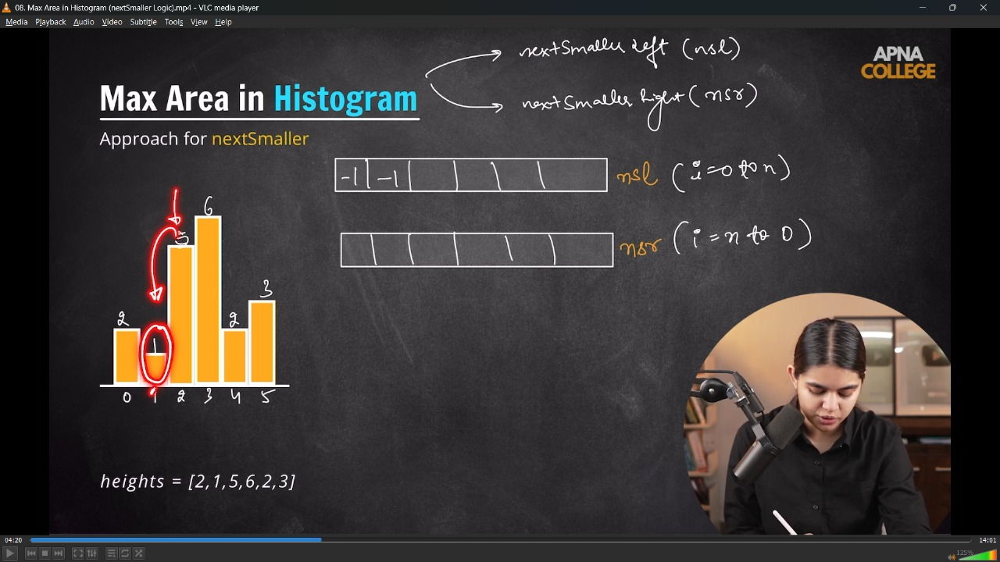 08. Max Area in Histogram (nextSmaller Logic).mp4 - VLC media player
Media Playback Audio Video Subtitle Tools View Help
nextSmaller Left (nsl)
APNA
COLLEGE
Max Area in Histogram
nextSmaller Right (nsr)
Approach for nextSmaller
-1 -1 nsl (i=0 to n)
nsr (i=n to 0)
6
5
3
2 1 2
0 1 2 3 4 5
heights = [2,1,5,6,2,3]
04:20 14:01
125%